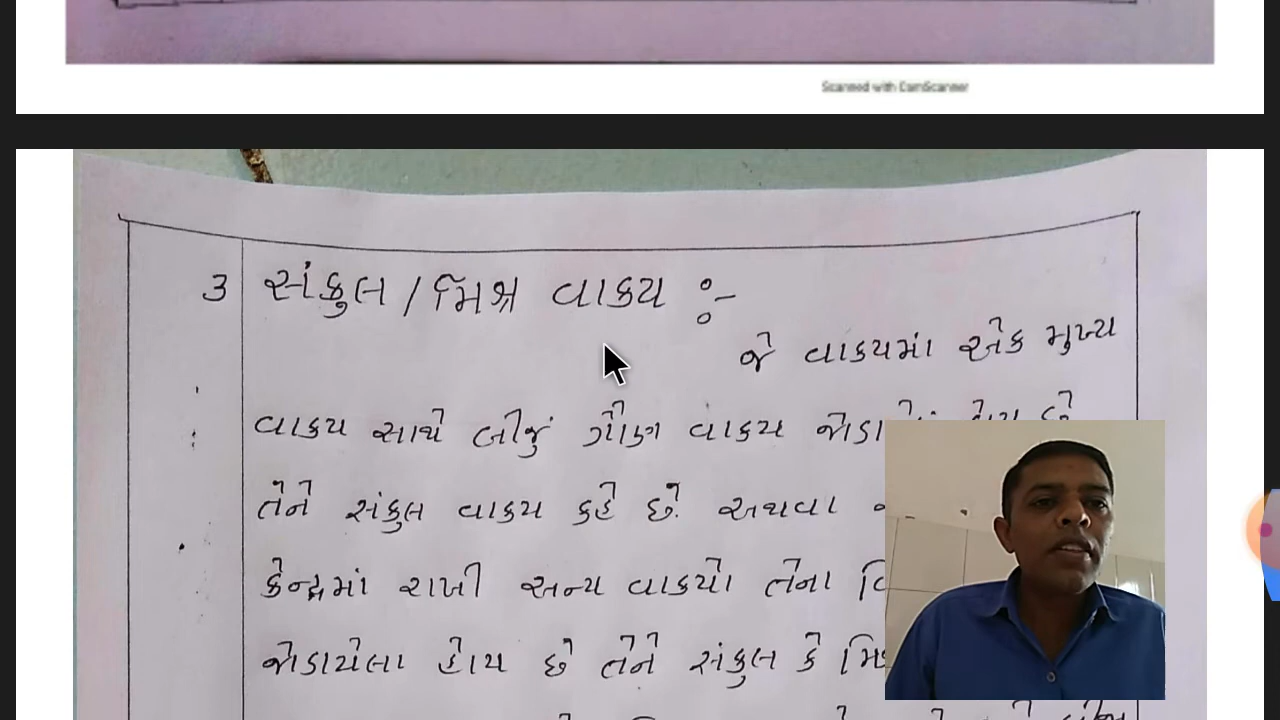 Scanned with CamScanner
3 સંકુલ / મિશ્ર વાક્ય :-
જે વાક્યમાં એક મુખ્ય
વાક્ય સાથે બીજું ગૌણ વાક્ય
તેને સંકુલ વાક્ય કહે છે. અથવા
કેન્દ્રમાં રાખી અન્ય વાક્યો તેના
જોડાયેલા હોય છે તેને સંકુલ કે